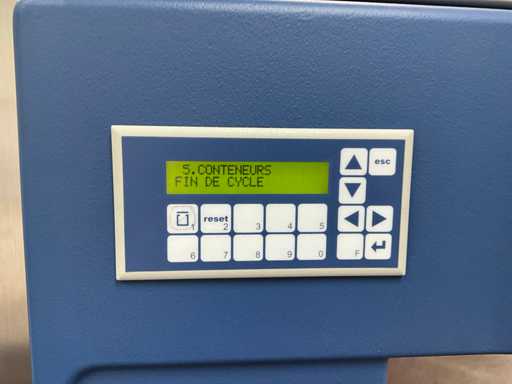 5.CONTENEURS
FIN DE CYCLE
esc
1
reset 2
3
4
5
6
7
8
9
0
F